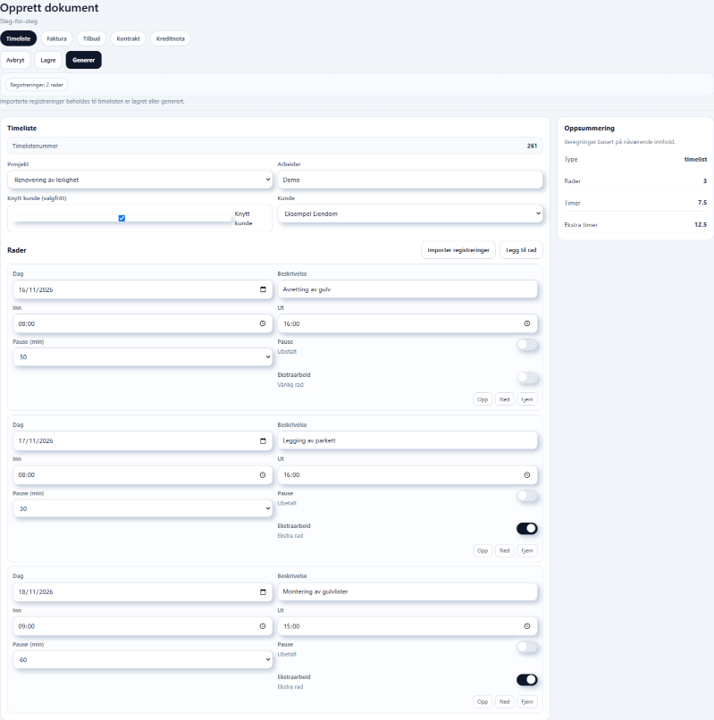 Opprett dokument
Steg-for-steg
Timeliste Faktura Tilbud Kontrakt Kreditnota
Avbryt Lagre Generer
Registreringer: 2 rader
Importerte registreringer beholdes til timelisten er lagret eller generert.
Timeliste
Timelistenummer 261
Prosjekt Arbeider
Renovering av leilighet Demo
Knytt kunde (valgfritt) Kunde
Knytt kunde Eksempel Eiendom
Rader Importer registreringer Legg til rad
Dag Beskrivelse
16/11/2026 Avretting av gulv
Inn Ut
08:00 16:00
Pause (min) Pause
30 Ubetalt
Ekstraarbeid
Vanlig rad
Opp Ned Fjern
Dag Beskrivelse
17/11/2026 Legging av parkett
Inn Ut
08:00 16:00
Pause (min) Pause
30 Ubetalt
Ekstraarbeid
Ekstra rad
Opp Ned Fjern
Dag Beskrivelse
18/11/2026 Montering av gulvlister
Inn Ut
09:00 15:00
Pause (min) Pause
60 Ubetalt
Ekstraarbeid
Ekstra rad
Opp Ned Fjern
Oppsummering
Beregninger basert på nåværende innhold.
Type timelist
Rader 3
Timer 7.5
Ekstra timer 12.5